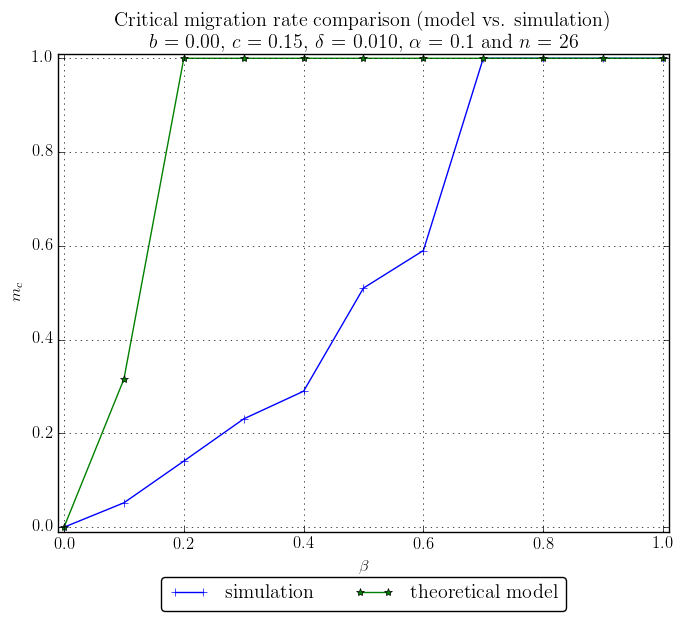 Critical migration rate comparison (model vs. simulation)
b = 0.00, c = 0.15, δ = 0.010, α = 0.1 and n = 26
1.0
0.8
0.6
0.4
0.2
0.0
m_c
0.0 0.2 0.4 0.6 0.8 1.0
β
simulation theoretical model